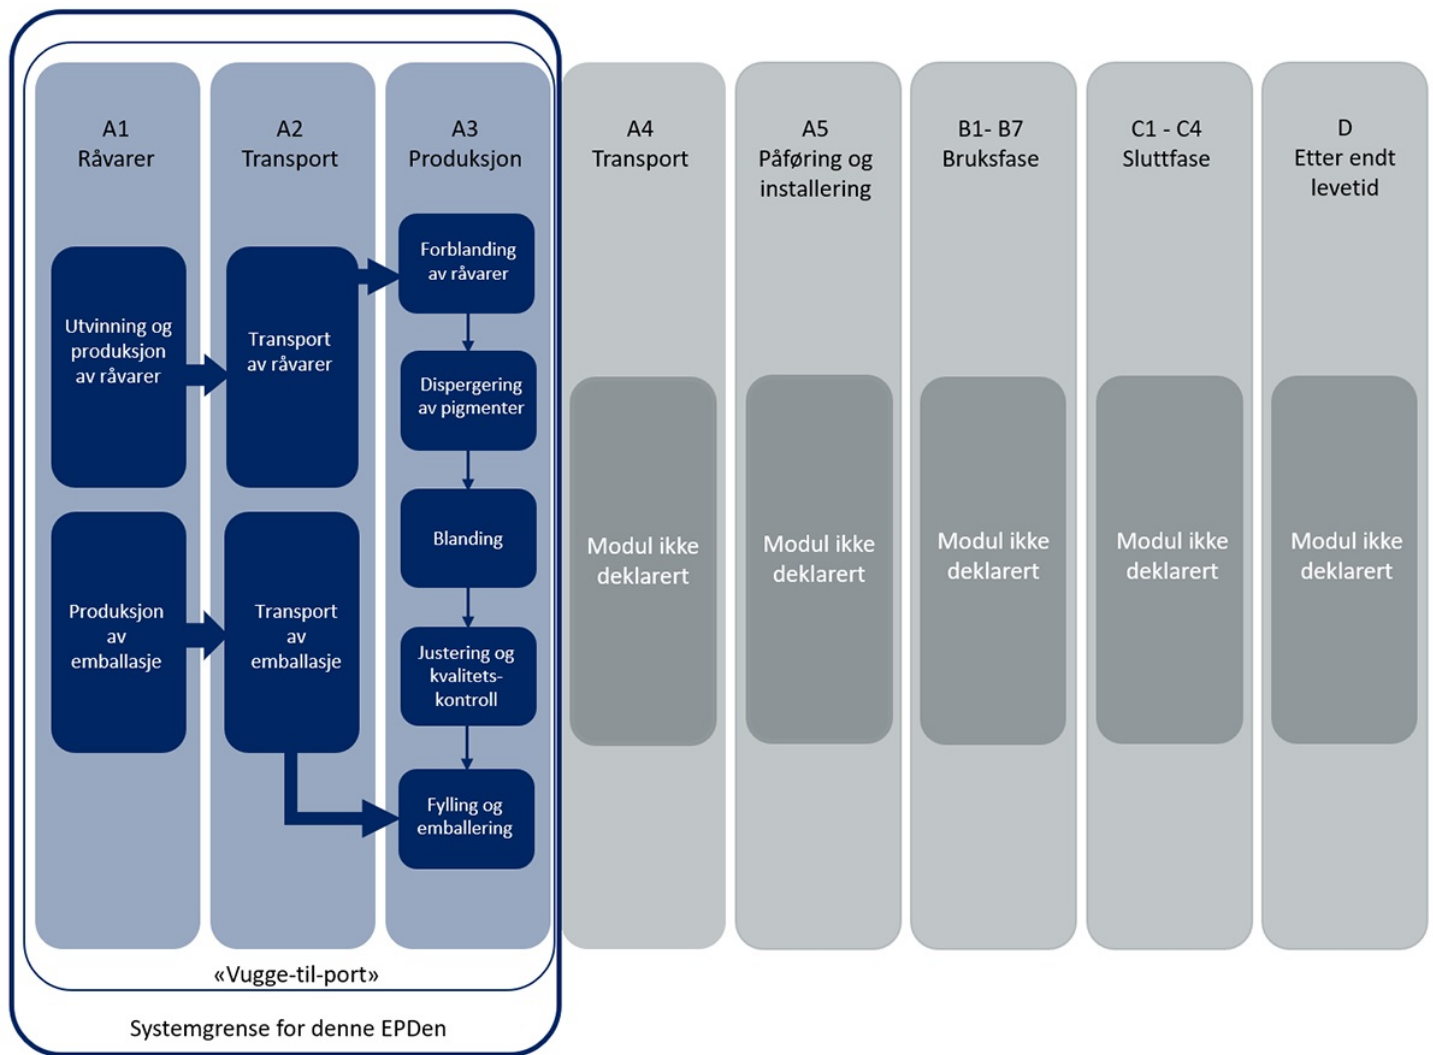 A1
Råvarer
A2
Transport
A3
Produksjon
A4
Transport
A5
Påføring og
installering
B1- B7
Bruksfase
C1 - C4
Sluttfase
D
Etter endt
levetid
Utvinning og
produksjon
av råvarer
Transport
av råvarer
Forblanding
av råvarer
Dispergering
av pigmenter
Blanding
Produksjon
av
emballasje
Transport
av
emballasje
Justering og
kvalitets-
kontroll
Fylling og
emballering
Modul ikke
deklarert
Modul ikke
deklarert
Modul ikke
deklarert
Modul ikke
deklarert
Modul ikke
deklarert
«Vugge-til-port»
Systemgrense for denne EPDen